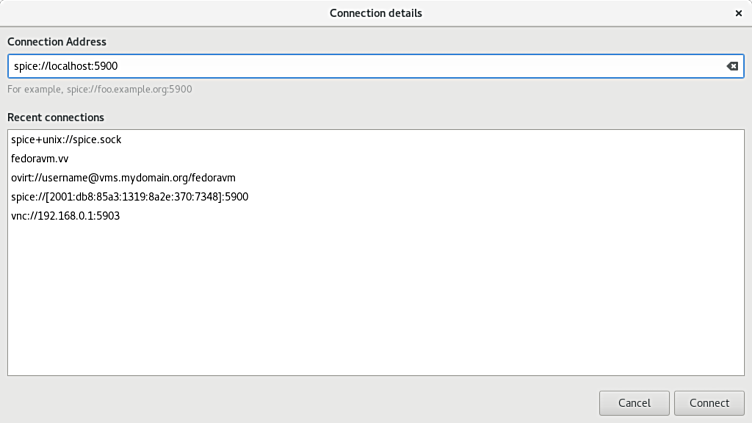 Connection details
Connection Address
spice://localhost:5900
For example, spice://foo.example.org:5900
Recent connections
spice+unix://spice.sock
fedoravm.vv
ovirt://username@vms.mydomain.org/fedoravm
spice://[2001:db8:85a3:1319:8a2e:370:7348]:5900
vnc://192.168.0.1:5903
Cancel Connect